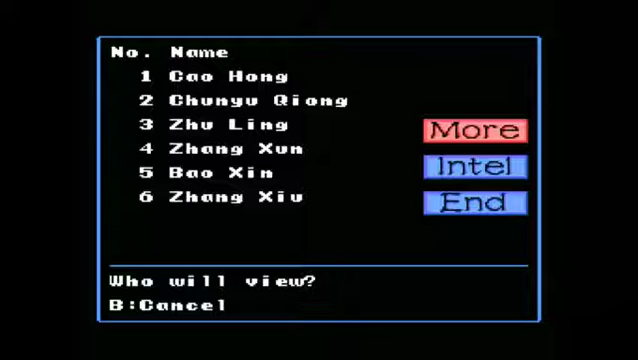 No. Name
1 Cao Hong
2 Chunyu Qiong
3 Zhu Ling
4 Zhang Xun
5 Bao Xin
6 Zhang Xiu
More
Intel
End
Who will view?
B:Cancel